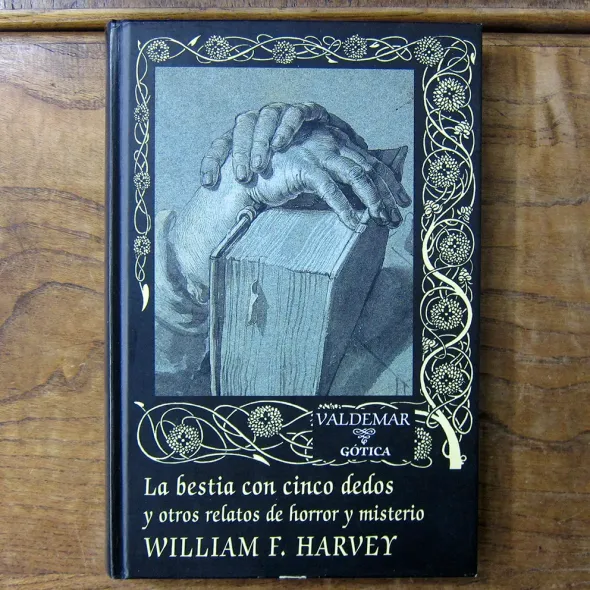 VALDEMAR
GÓTICA
La bestia con cinco dedos
y otros relatos de horror y misterio
WILLIAM F. HARVEY